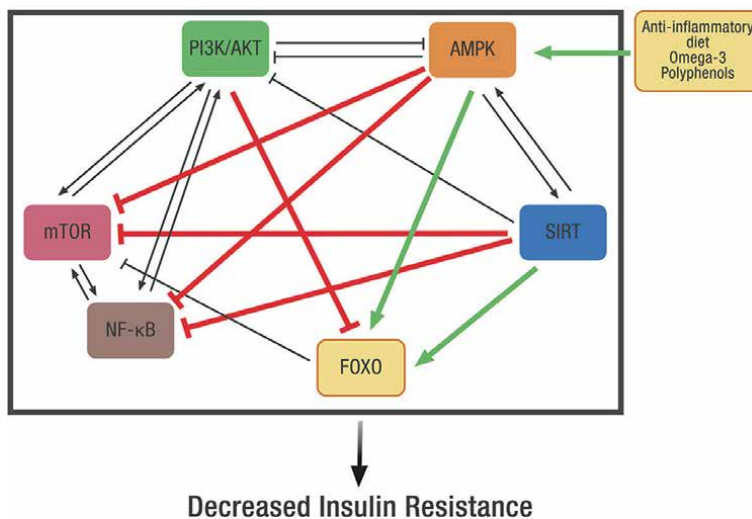 PI3K/AKT
AMPK
Anti-inflammatory
diet
Omega-3
Polyphenols
mTOR
SIRT
NF-κB
FOXO
Decreased Insulin Resistance